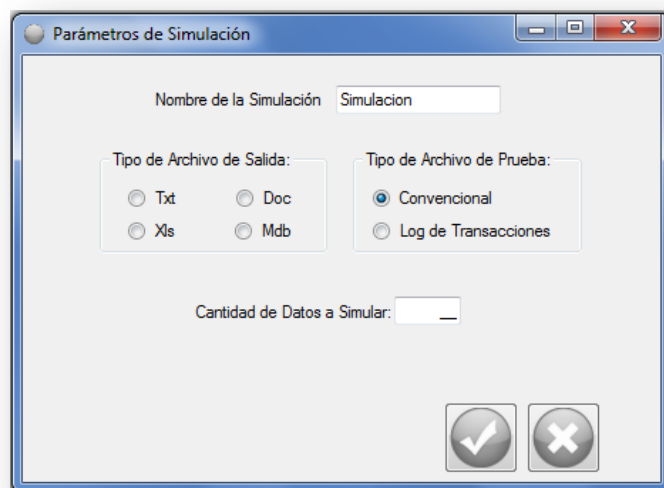 Parámetros de Simulación
Nombre de la Simulación Simulacion
Tipo de Archivo de Salida: Tipo de Archivo de Prueba:
Txt Doc Convencional
Xls Mdb Log de Transacciones
Cantidad de Datos a Simular: __